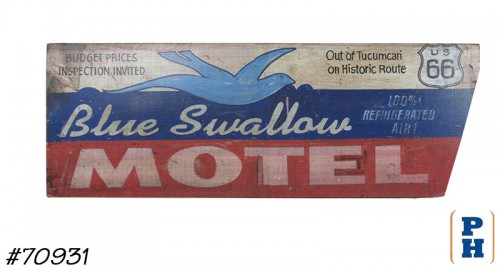 BUDGET PRICES
INSPECTION INVITED
Out of Tucumcari
on Historic Route
US
66
Blue Swallow
100%
REFRIGERATED
AIR!
MOTEL
#70931
P
H